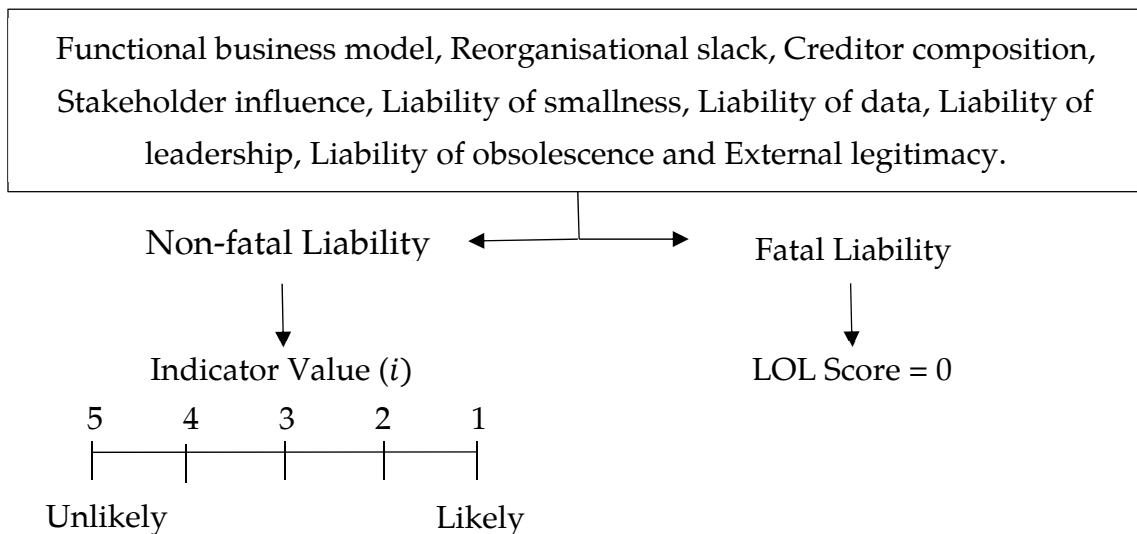 Functional business model, Reorganisational slack, Creditor composition,
Stakeholder influence, Liability of smallness, Liability of data, Liability of
leadership, Liability of obsolescence and External legitimacy.
Non-fatal Liability
Fatal Liability
Indicator Value (i)
LOL Score = 0
5 4 3 2 1
Unlikely Likely